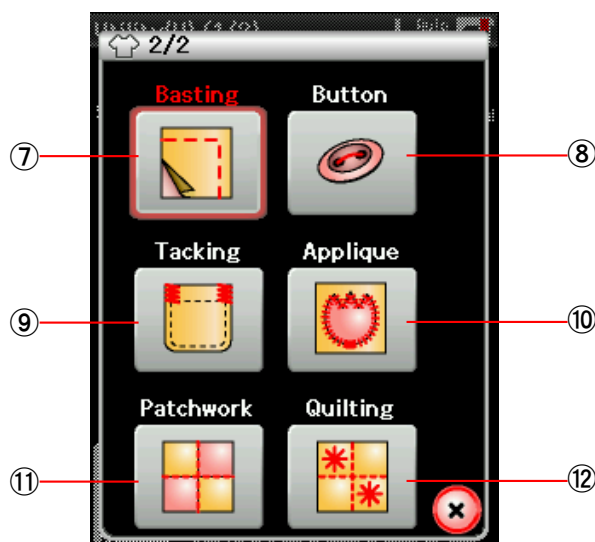 2/2
Basting Button
⑦ ⑧
Tacking Applique
⑨ ⑩
Patchwork Quilting
⑪ ⑫